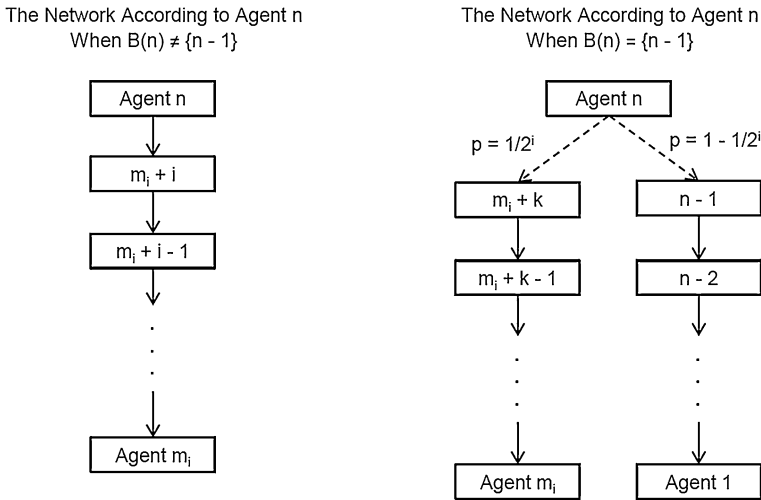 The Network According to Agent n
When B(n) ≠ {n - 1}
Agent n
mᵢ + i
mᵢ + i - 1
.
.
.
Agent mᵢ
The Network According to Agent n
When B(n) = {n - 1}
Agent n
p = 1/2ⁱ
p = 1 - 1/2ⁱ
mᵢ + k
n - 1
mᵢ + k - 1
n - 2
. .
. .
. .
Agent mᵢ
Agent 1